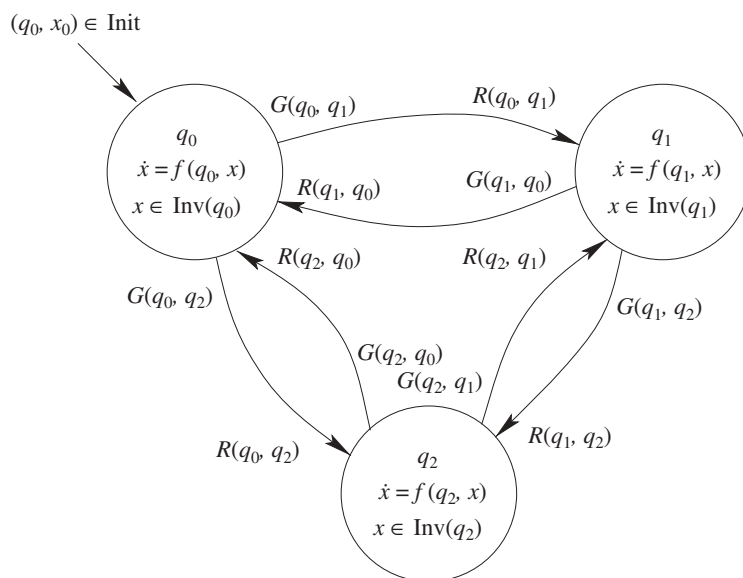 (q₀, x₀) ∈ Init
G(q₀, q₁)
R(q₀, q₁)
q₀
ẋ = f(q₀, x)
x ∈ Inv(q₀)
q₁
ẋ = f(q₁, x)
x ∈ Inv(q₁)
R(q₁, q₀)
G(q₁, q₀)
R(q₂, q₀)
R(q₂, q₁)
G(q₀, q₂)
G(q₁, q₂)
G(q₂, q₀)
G(q₂, q₁)
R(q₀, q₂)
R(q₁, q₂)
q₂
ẋ = f(q₂, x)
x ∈ Inv(q₂)